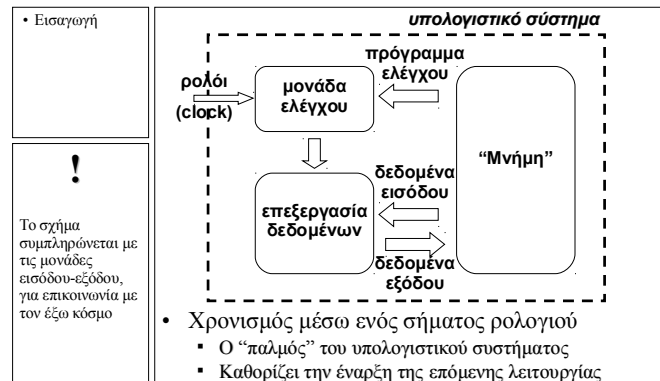 • Εισαγωγή
!
Το σχήμα
συμπληρώνεται με
τις μονάδες
εισόδου-εξόδου,
για επικοινωνία με
τον έξω κόσμο
υπολογιστικό σύστημα
πρόγραμμα
ελέγχου
ρολόι
(clock)
μονάδα
ελέγχου
“Μνήμη”
δεδομένα
εισόδου
επεξεργασία
δεδομένων
δεδομένα
εξόδου
• Χρονισμός μέσω ενός σήματος ρολογιού
▪ Ο “παλμός” του υπολογιστικού συστήματος
▪ Καθορίζει την έναρξη της επόμενης λειτουργίας